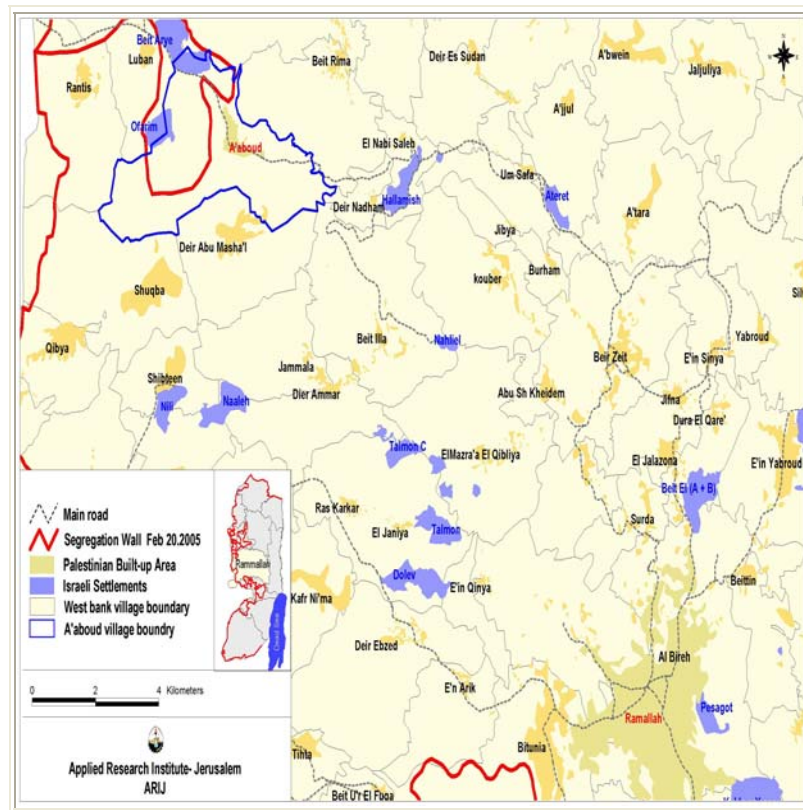 Beit Arye
Luban
Rantis
Beit Rima
Deir Es Sudan
A'bwein
Jaljuliya
A'jjul
Ofarim
A'aboud
El Nabi Saleh
Um Safa
Ateret
Hallamish
Deir Nadham
A'tara
Jibya
Deir Abu Masha'l
Burham
kouber
Shuqba
Qibya
Beit Illa
Nahliel
Beir Zeit
E'in Sinya
Yabroud
Shibteen
Jammala
Dier Ammar
Nili
Naaleh
Abu Sh Kheidem
Jifna
Dura El Qare'
Talmon C
ElMazra'a El Qibliya
El Jalazona
E'in Yabroud
Beit El (A + B)
Ras Karkar
El Janiya
Talmon
Surda
Dolev
E'in Qinya
Beittin
Kafr Ni'ma
Deir Ebzed
Al Bireh
E'n Arik
Ramallah
Pesagot
Bitunia
Tihta
Beit U'r El Fuqa
Main road
Segregation Wall Feb 20.2005
Palestinian Built-up Area
Israeli Settlements
West bank village boundary
A'aboud village boundry
Rammallah
0 2 4 Kilometers
Applied Research Institute- Jerusalem
ARIJ